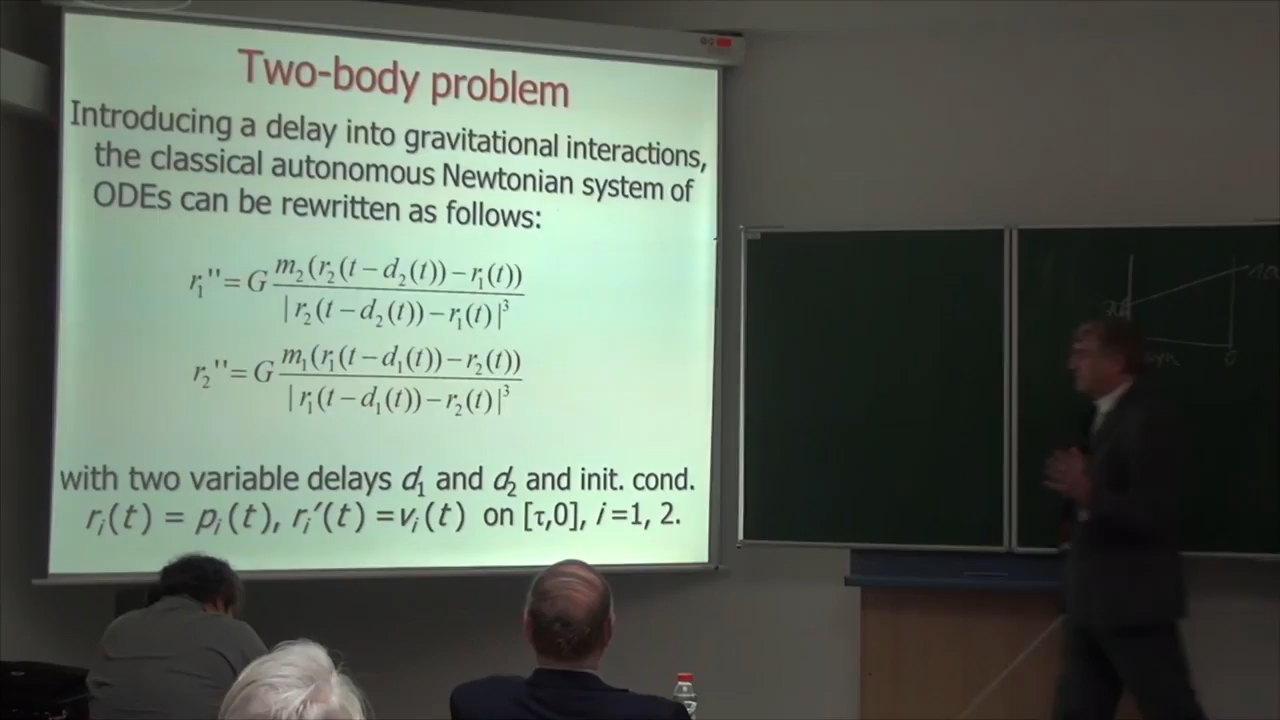 Two-body problem
Introducing a delay into gravitational interactions,
the classical autonomous Newtonian system of
ODEs can be rewritten as follows:
r₁'' = G m₂(r₂(t−d₂(t))−r₁(t)) / |r₂(t−d₂(t))−r₁(t)|³
r₂'' = G m₁(r₁(t−d₁(t))−r₂(t)) / |r₁(t−d₁(t))−r₂(t)|³
with two variable delays d₁ and d₂ and init. cond.
rᵢ(t) = pᵢ(t), rᵢ′(t) =vᵢ(t) on [τ,0], i=1, 2.
0